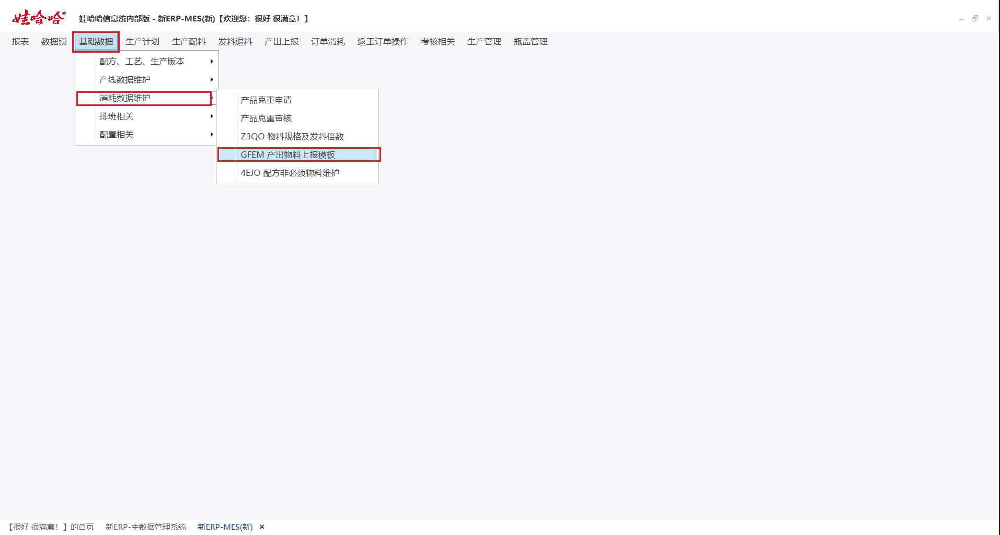 娃哈哈®
娃哈哈信息统内部版 - 新ERP-MES(新)【欢迎您：很好 很满意！】
报表 数据锁 基础数据 生产计划 生产配料 发料退料 产出上报 订单消耗 返工订单操作 考核相关 生产管理 瓶盖管理
配方、工艺、生产版本
产线数据维护
消耗数据维护
排班相关
配置相关
产品克重申请
产品克重审核
Z3QO 物料规格及发料倍数
GFEM 产出物料上报模板
4EJO 配方非必须物料维护
【很好 很满意！】的首页 新ERP-主数据管理系统 新ERP-MES(新)